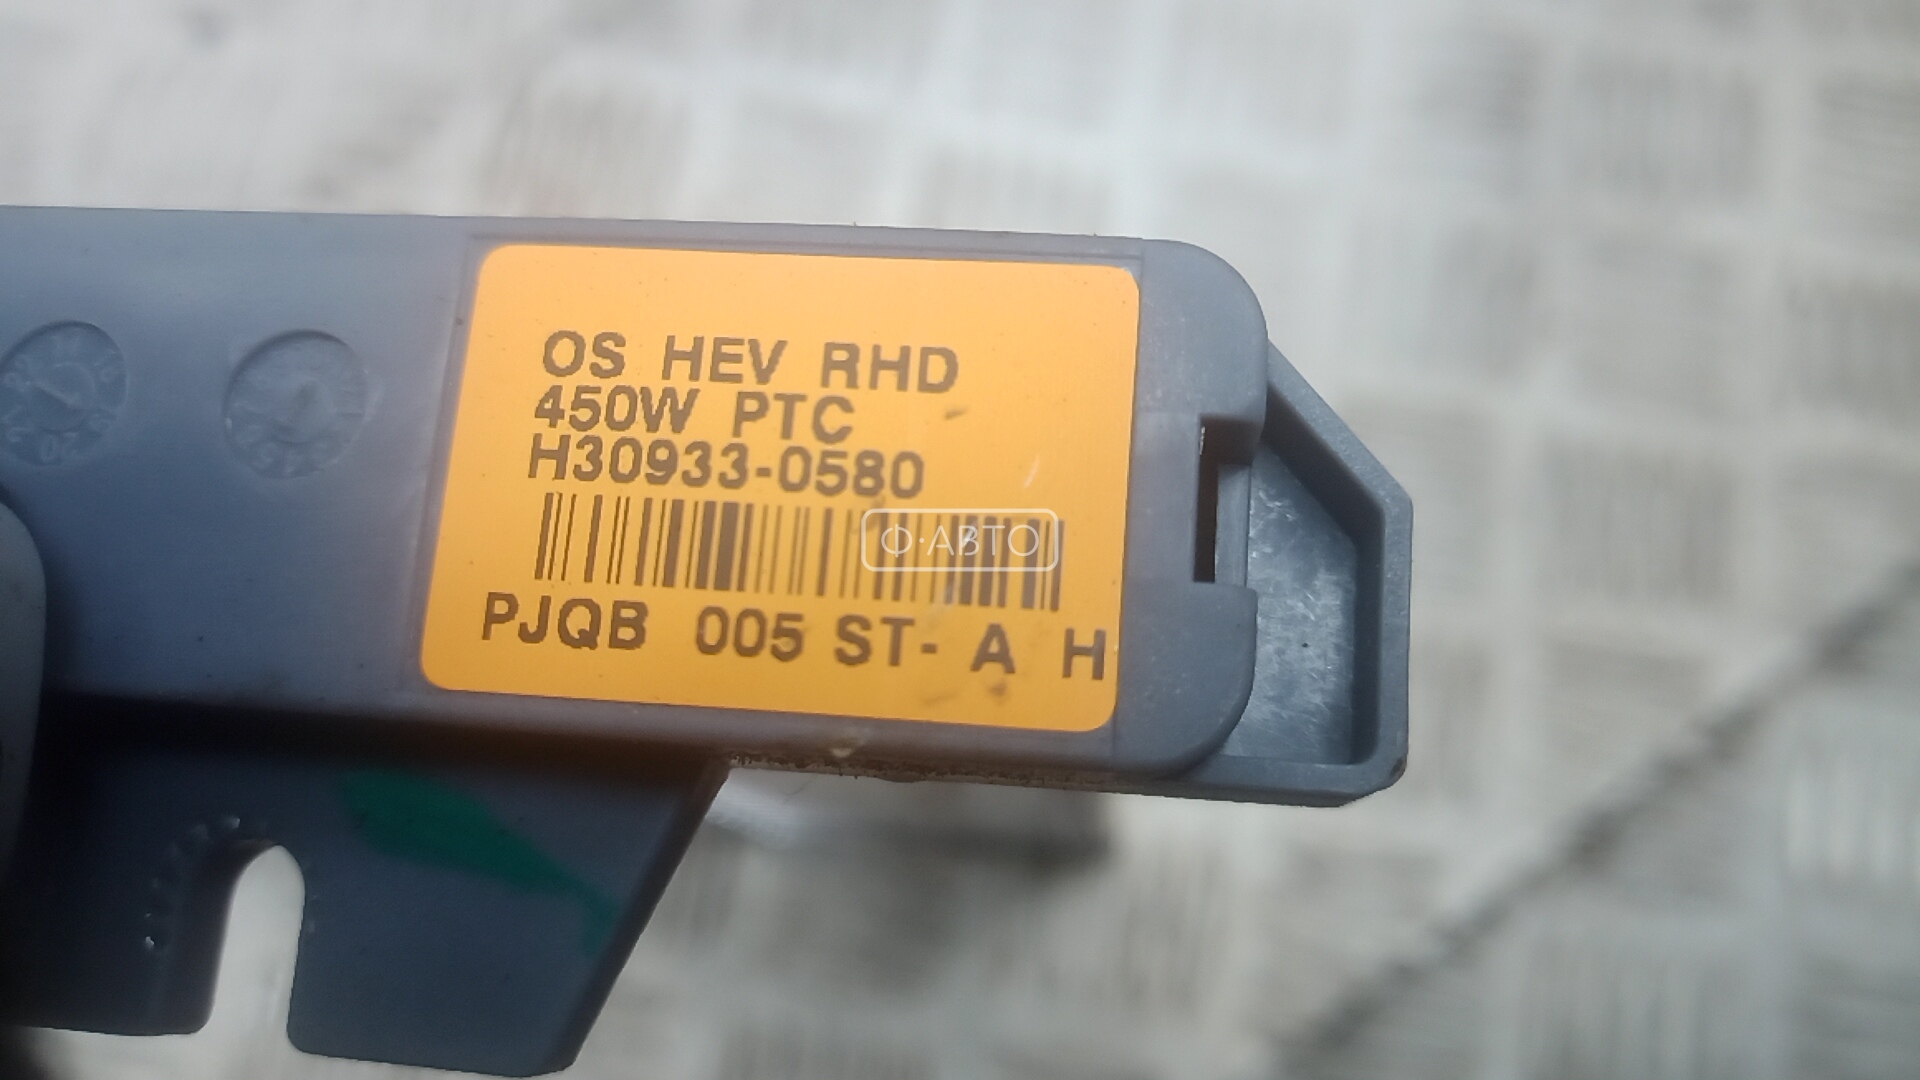 OS HEV RHD
450W PTC
H30933-0580
Ф·АВТО
PJQB 005 ST- A H